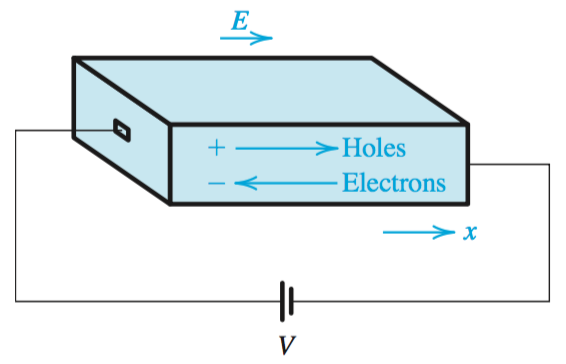 E
+ Holes
− Electrons
x
V